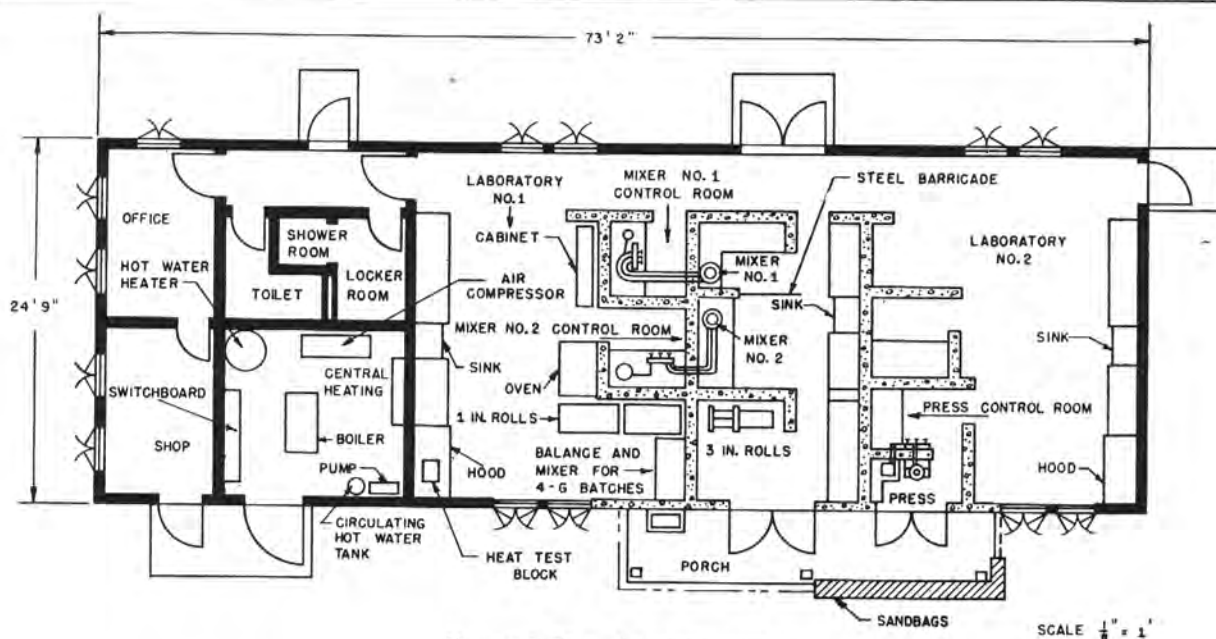 73'2"
STEEL BARRICADE
MIXER NO. 1
CONTROL ROOM
LABORATORY
NO.1
CABINET
OFFICE
HOT WATER
HEATER
SHOWER
ROOM
LOCKER
ROOM
TOILET
AIR
COMPRESSOR
MIXER
NO. 1
LABORATORY
NO.2
24'9"
SINK
MIXER NO.2 CONTROL ROOM
MIXER
NO. 2
SINK
SINK
OVEN
SWITCHBOARD
CENTRAL
HEATING
1 IN. ROLLS
PRESS CONTROL ROOM
SHOP
BOILER
3 IN. ROLLS
BALANCE AND
MIXER FOR
4-G BATCHES
HOOD
HOOD
PUMP
PRESS
CIRCULATING
HOT WATER
TANK
HEAT TEST
BLOCK
PORCH
SANDBAGS
SCALE 1/8" = 1'